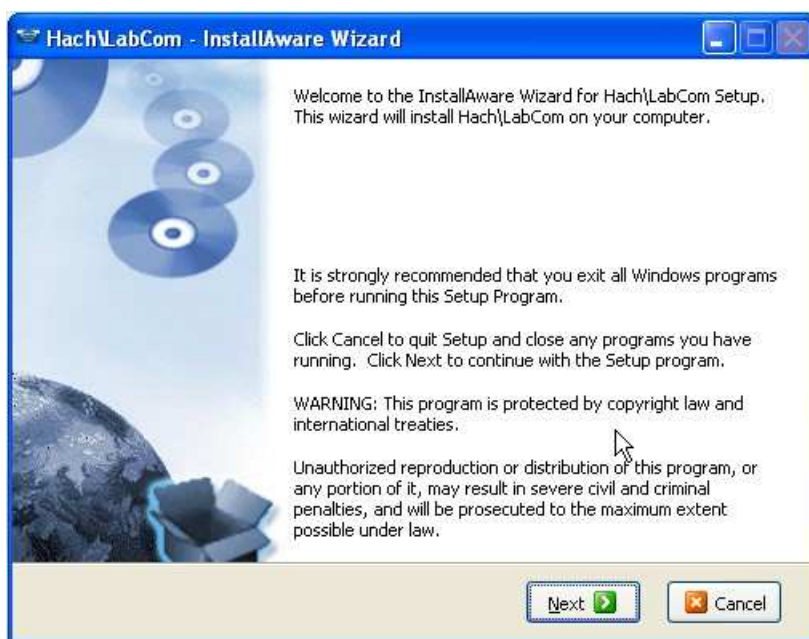 Hach\LabCom - InstallAware Wizard
Welcome to the InstallAware Wizard for Hach\LabCom Setup.
This wizard will install Hach\LabCom on your computer.
It is strongly recommended that you exit all Windows programs
before running this Setup Program.
Click Cancel to quit Setup and close any programs you have
running.  Click Next to continue with the Setup program.
WARNING: This program is protected by copyright law and
international treaties.
Unauthorized reproduction or distribution of this program, or
any portion of it, may result in severe civil and criminal
penalties, and will be prosecuted to the maximum extent
possible under law.
Next
Cancel